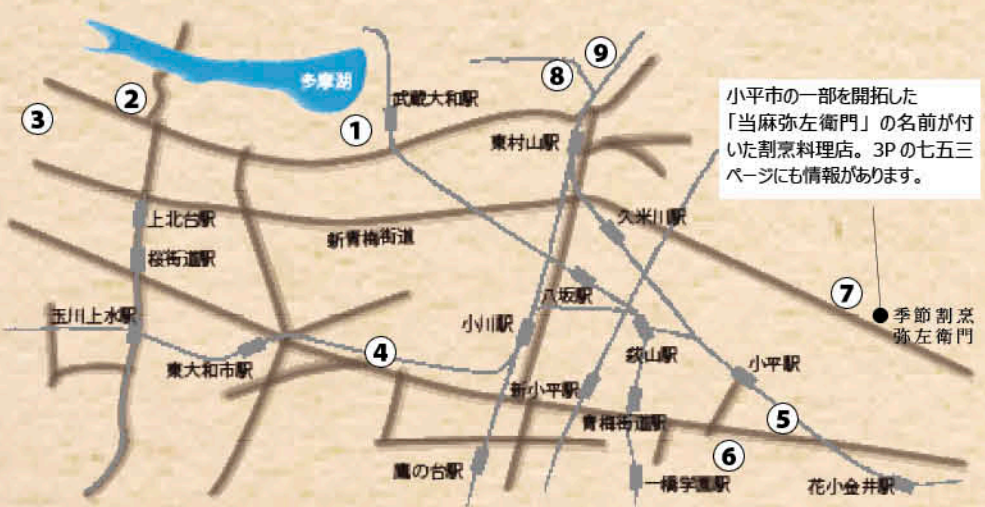 ⑨
⑧
多摩湖
武蔵大和駅
②
③
①
東村山駅
小平市の一部を開拓した
「当麻弥左衛門」の名前が付
いた割烹料理店。3Pの七五三
ページにも情報があります。
上北台駅
新青梅街道
久米川駅
桜街道駅
⑦
玉川上水駅
八坂駅
小川駅
季節割烹
弥左衛門
④
東大和市駅
萩山駅
小平駅
新小平駅
青梅街道駅
⑤
⑥
鷹の台駅
一橋学園駅
花小金井駅